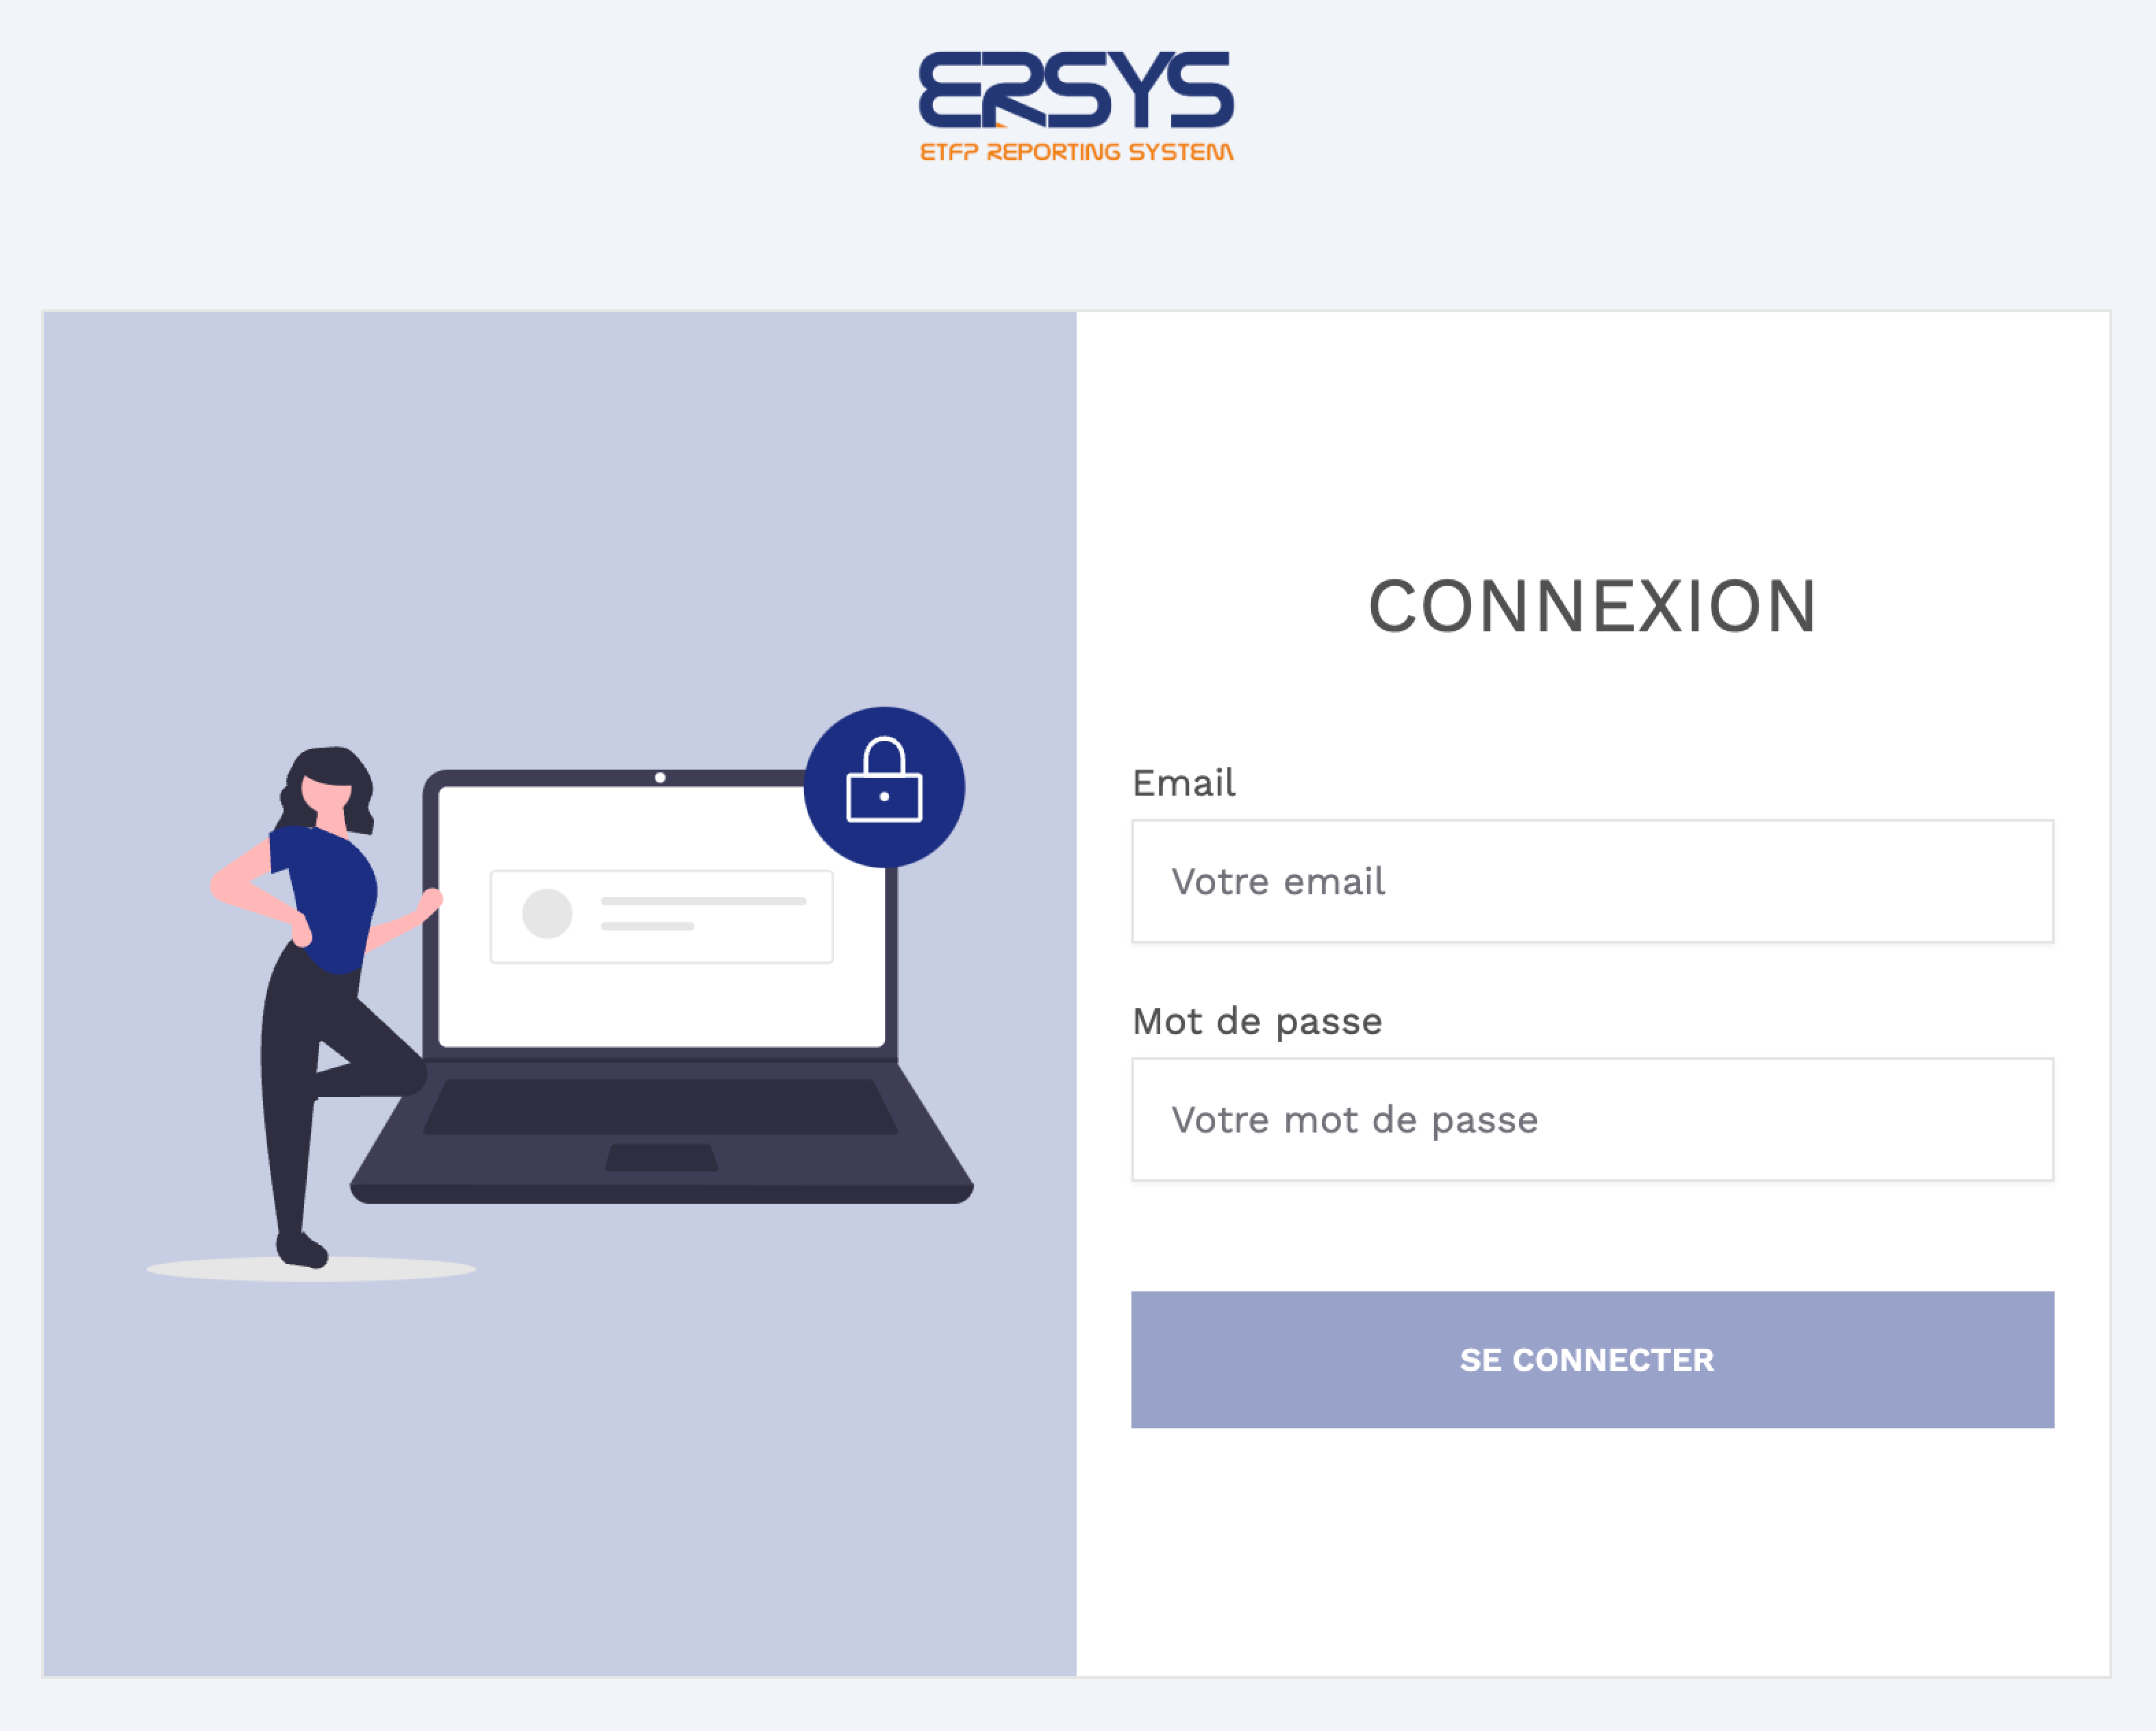 ERSYS
ETFP REPORTING SYSTEM
CONNEXION
Email
Votre email
Mot de passe
Votre mot de passe
SE CONNECTER